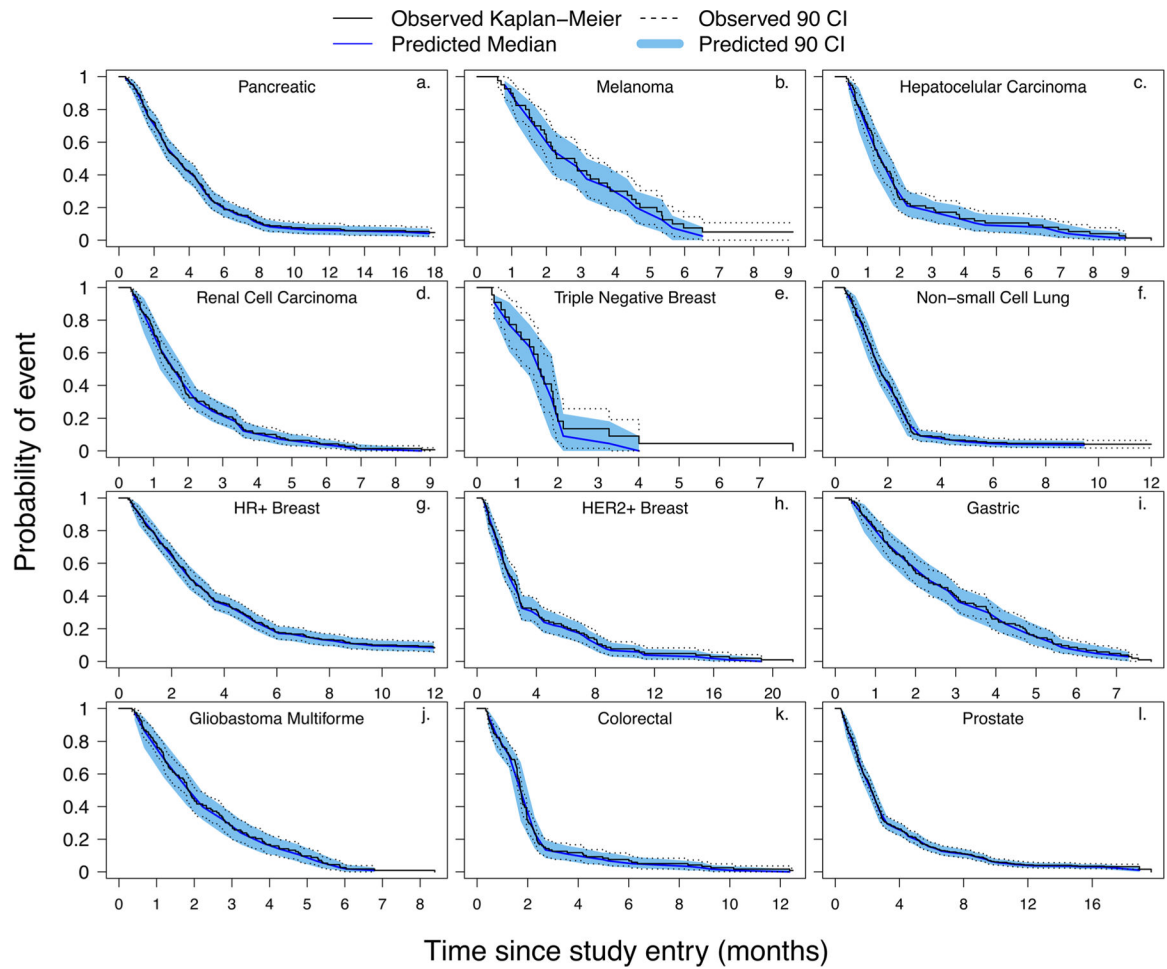 Observed Kaplan−Meier Observed 90 CI
Predicted Median Predicted 90 CI
Probability of event
Pancreatic a.
Melanoma b.
Hepatocelular Carcinoma c.
1
0.8
0.6
0.4
0.2
0
0 2 4 6 8 10 12 14 16 18
0 1 2 3 4 5 6 7 8 9
0 1 2 3 4 5 6 7 8 9
Renal Cell Carcinoma d.
Triple Negative Breast e.
Non−small Cell Lung f.
1
0.8
0.6
0.4
0.2
0
0 1 2 3 4 5 6 7 8 9
0 1 2 3 4 5 6 7
0 2 4 6 8 10 12
HR+ Breast g.
HER2+ Breast h.
Gastric i.
1
0.8
0.6
0.4
0.2
0
0 2 4 6 8 10 12
0 4 8 12 16 20
0 1 2 3 4 5 6 7
Gliobastoma Multiforme j.
Colorectal k.
Prostate l.
1
0.8
0.6
0.4
0.2
0
0 1 2 3 4 5 6 7 8
0 2 4 6 8 10 12
0 4 8 12 16
Time since study entry (months)